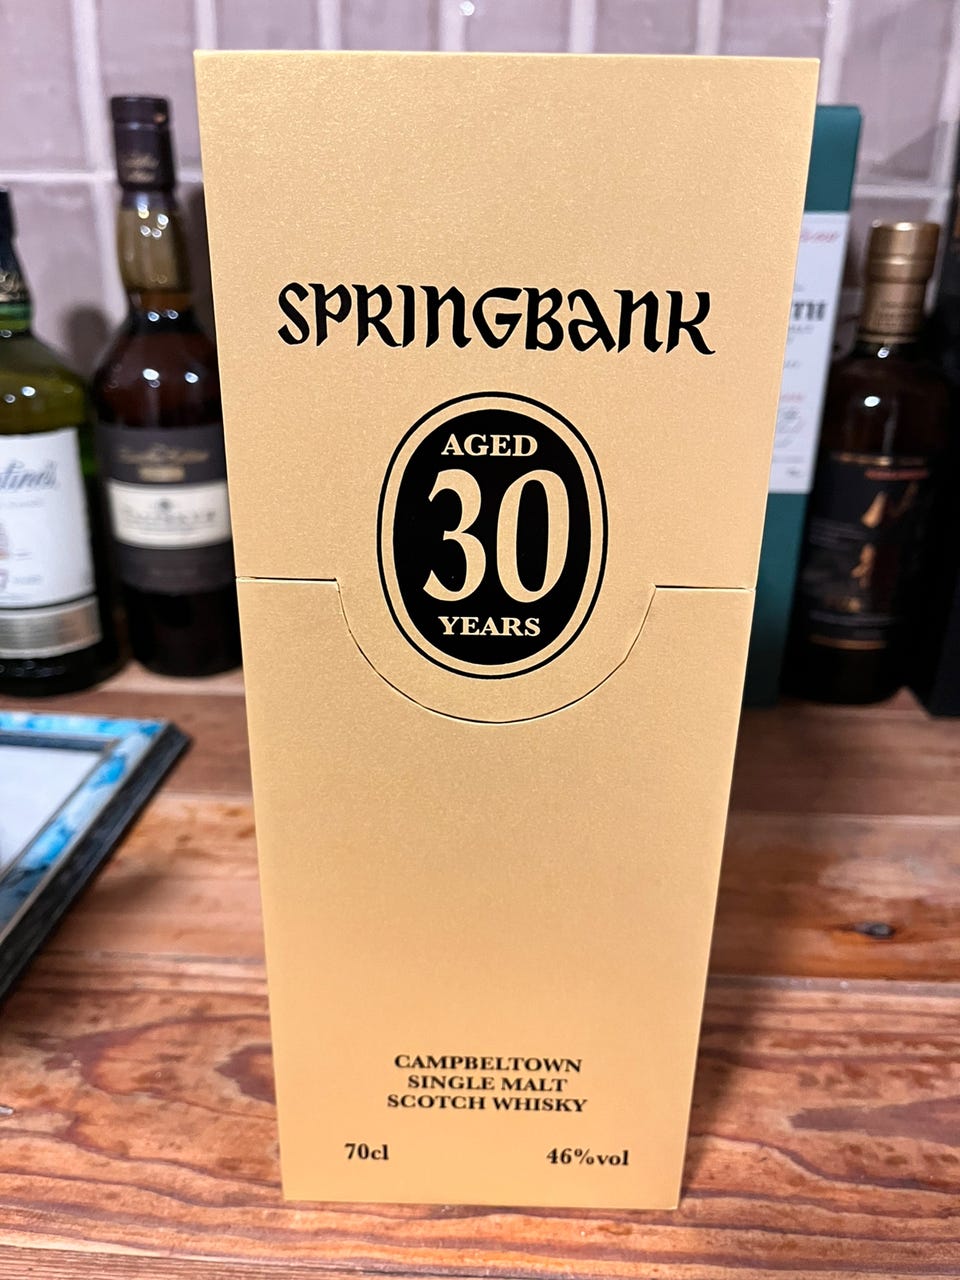 SPRINGBANK
AGED
30
YEARS
CAMPBELTOWN
SINGLE MALT
SCOTCH WHISKY
70cl
46%vol